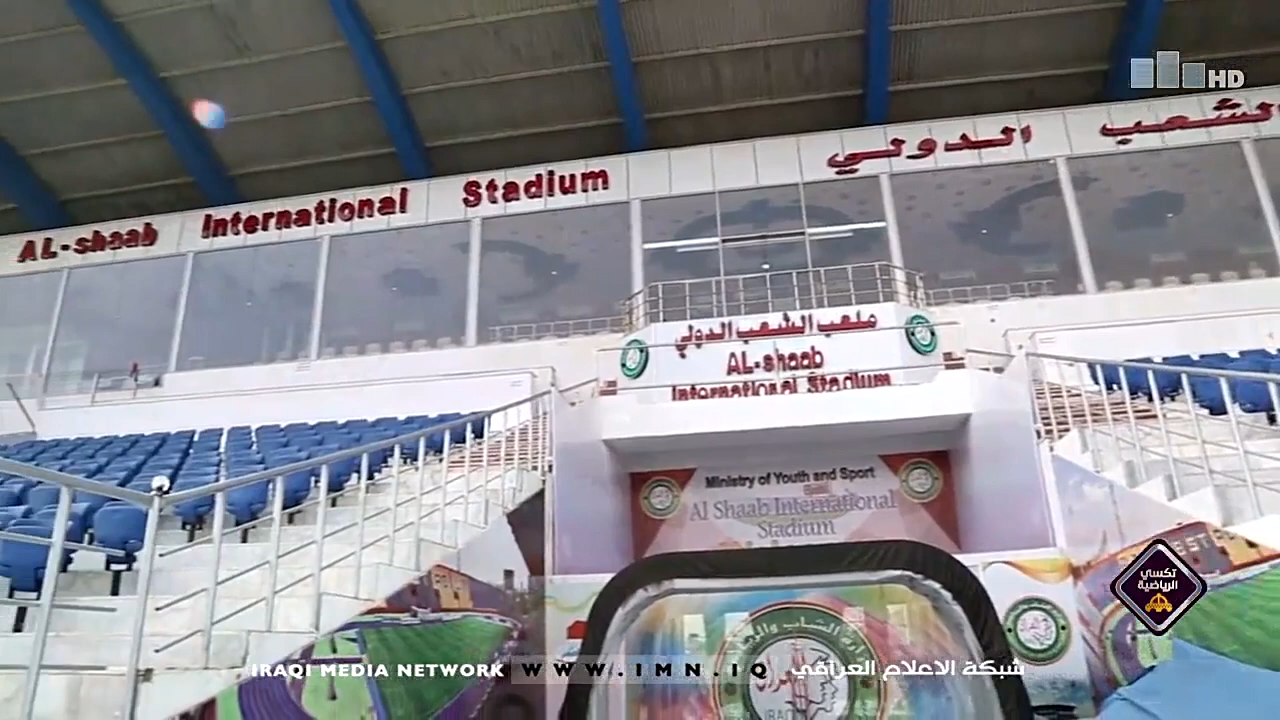 HD
AL-shaab International Stadium
الشعب الدولي
ملعب الشعب الدولي
AL-shaab
International Stadium
Ministry of Youth and Sport
Al Shaab International
Stadium
تكسي
الرياضية
IRAQI MEDIA NETWORK WWW.IMN.IQ شبكة الاعلام العراقي